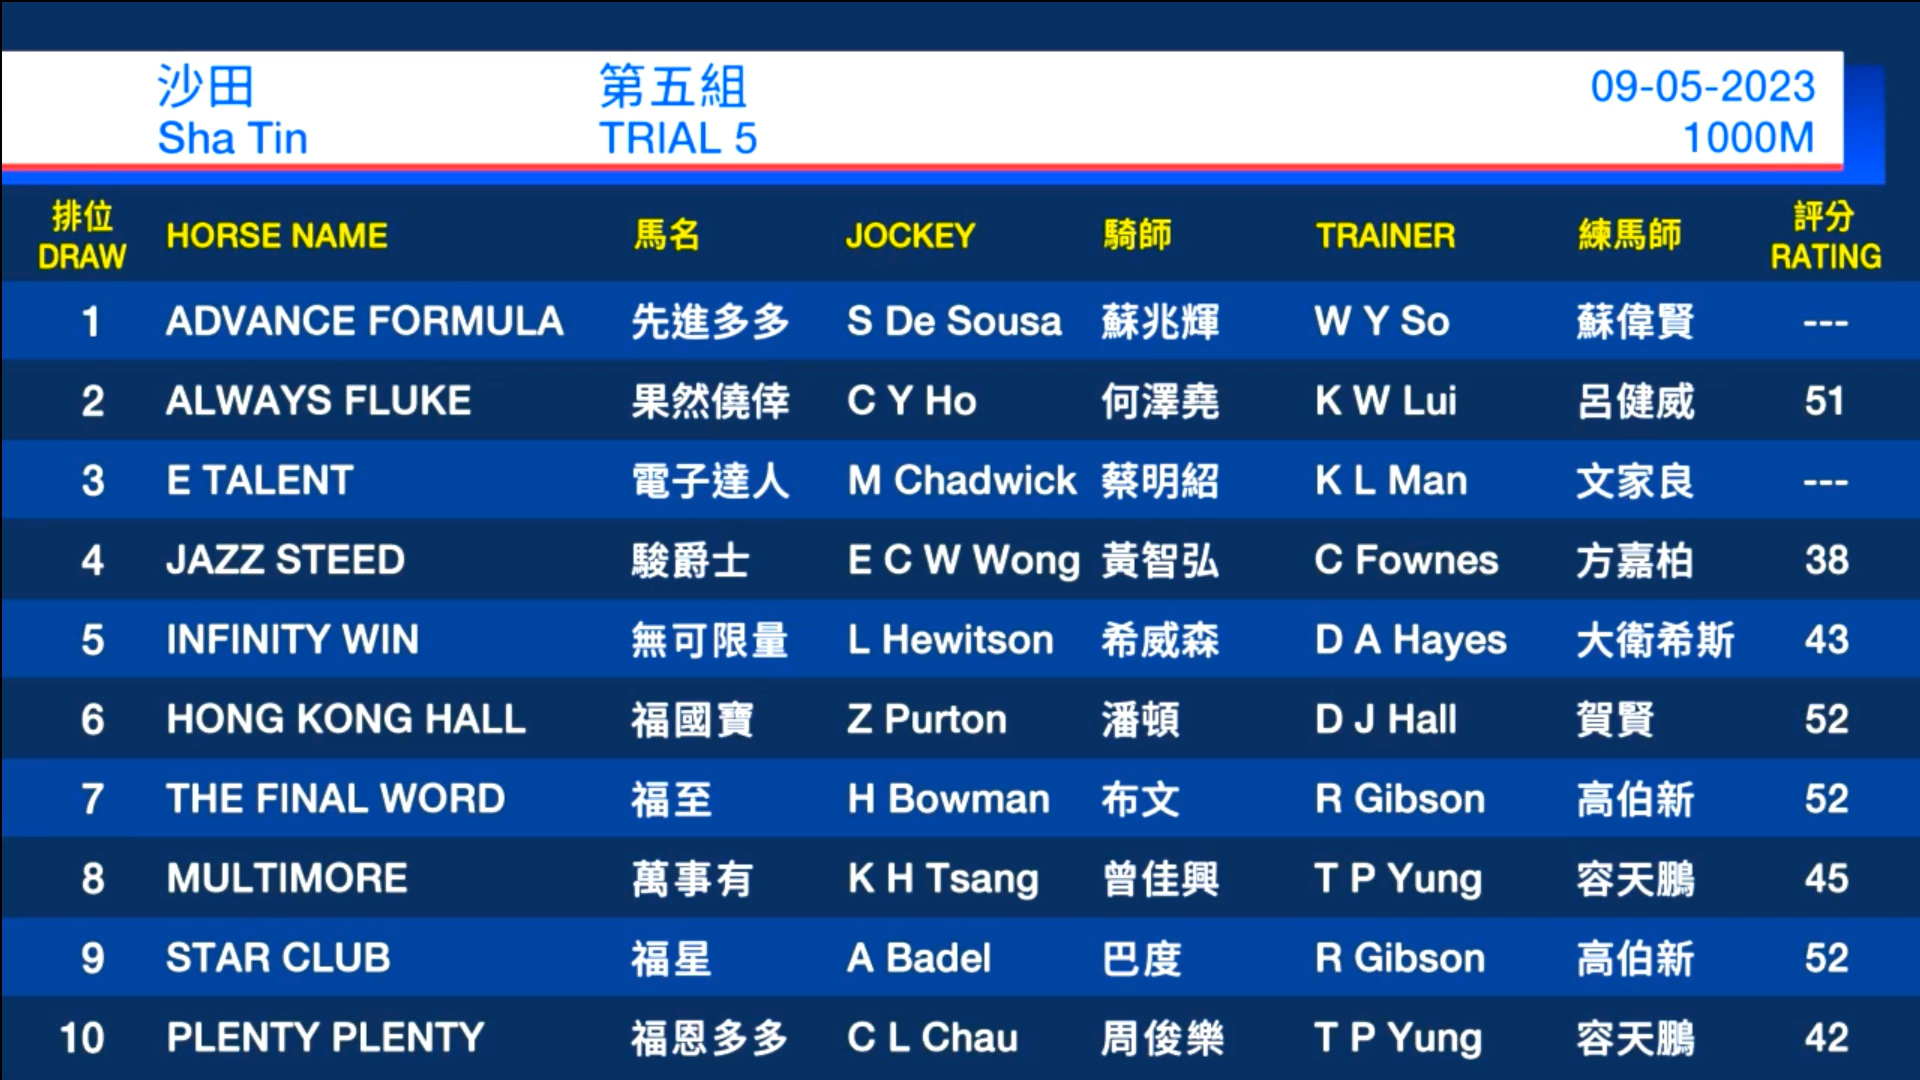 沙田 第五組 09-05-2023
Sha Tin TRIAL 5 1000M
排位 DRAW HORSE NAME 馬名 JOCKEY 騎師 TRAINER 練馬師 評分 RATING
1 ADVANCE FORMULA 先進多多 S De Sousa 蘇兆輝 W Y So 蘇偉賢 ---
2 ALWAYS FLUKE 果然僥倖 C Y Ho 何澤堯 K W Lui 呂健威 51
3 E TALENT 電子達人 M Chadwick 蔡明紹 K L Man 文家良 ---
4 JAZZ STEED 駿爵士 E C W Wong 黃智弘 C Fownes 方嘉柏 38
5 INFINITY WIN 無可限量 L Hewitson 希威森 D A Hayes 大衛希斯 43
6 HONG KONG HALL 福國寶 Z Purton 潘頓 D J Hall 賀賢 52
7 THE FINAL WORD 福至 H Bowman 布文 R Gibson 高伯新 52
8 MULTIMORE 萬事有 K H Tsang 曾佳興 T P Yung 容天鵬 45
9 STAR CLUB 福星 A Badel 巴度 R Gibson 高伯新 52
10 PLENTY PLENTY 福恩多多 C L Chau 周俊樂 T P Yung 容天鵬 42